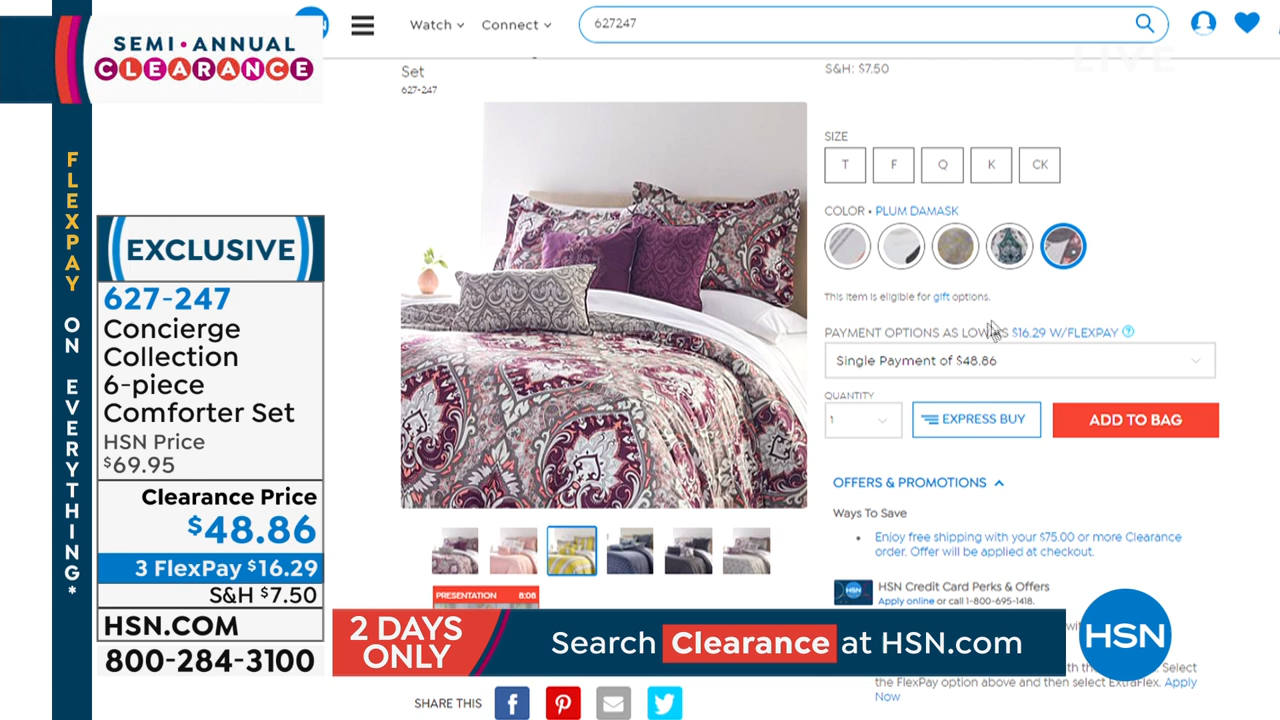 SEMI•ANNUAL
CLEARANCE
FLEXPAY ON EVERYTHING*
EXCLUSIVE
627-247
Concierge
Collection
6-piece
Comforter Set
HSN Price
$69.95
Clearance Price
$48.86
3 FlexPay $16.29
S&H $7.50
HSN.COM
800-284-3100
Watch
Connect
627247
LIVE
Set
627-247
S&H: $7.50
SIZE
T F Q K CK
COLOR • PLUM DAMASK
This item is eligible for gift options.
PAYMENT OPTIONS AS LOW AS $16.29 W/FLEXPAY ?
Single Payment of $48.86
QUANTITY
1
EXPRESS BUY
ADD TO BAG
OFFERS & PROMOTIONS
Ways To Save
• Enjoy free shipping with your $75.00 or more Clearance
order. Offer will be applied at checkout.
HSN
HSN Credit Card Perks & Offers
Apply online or call 1-800-695-1418.
PRESENTATION 8:08
2 DAYS
ONLY
Search Clearance at HSN.com
HSN
Select
the FlexPay option above and then select ExtraFlex. Apply
Now
SHARE THIS